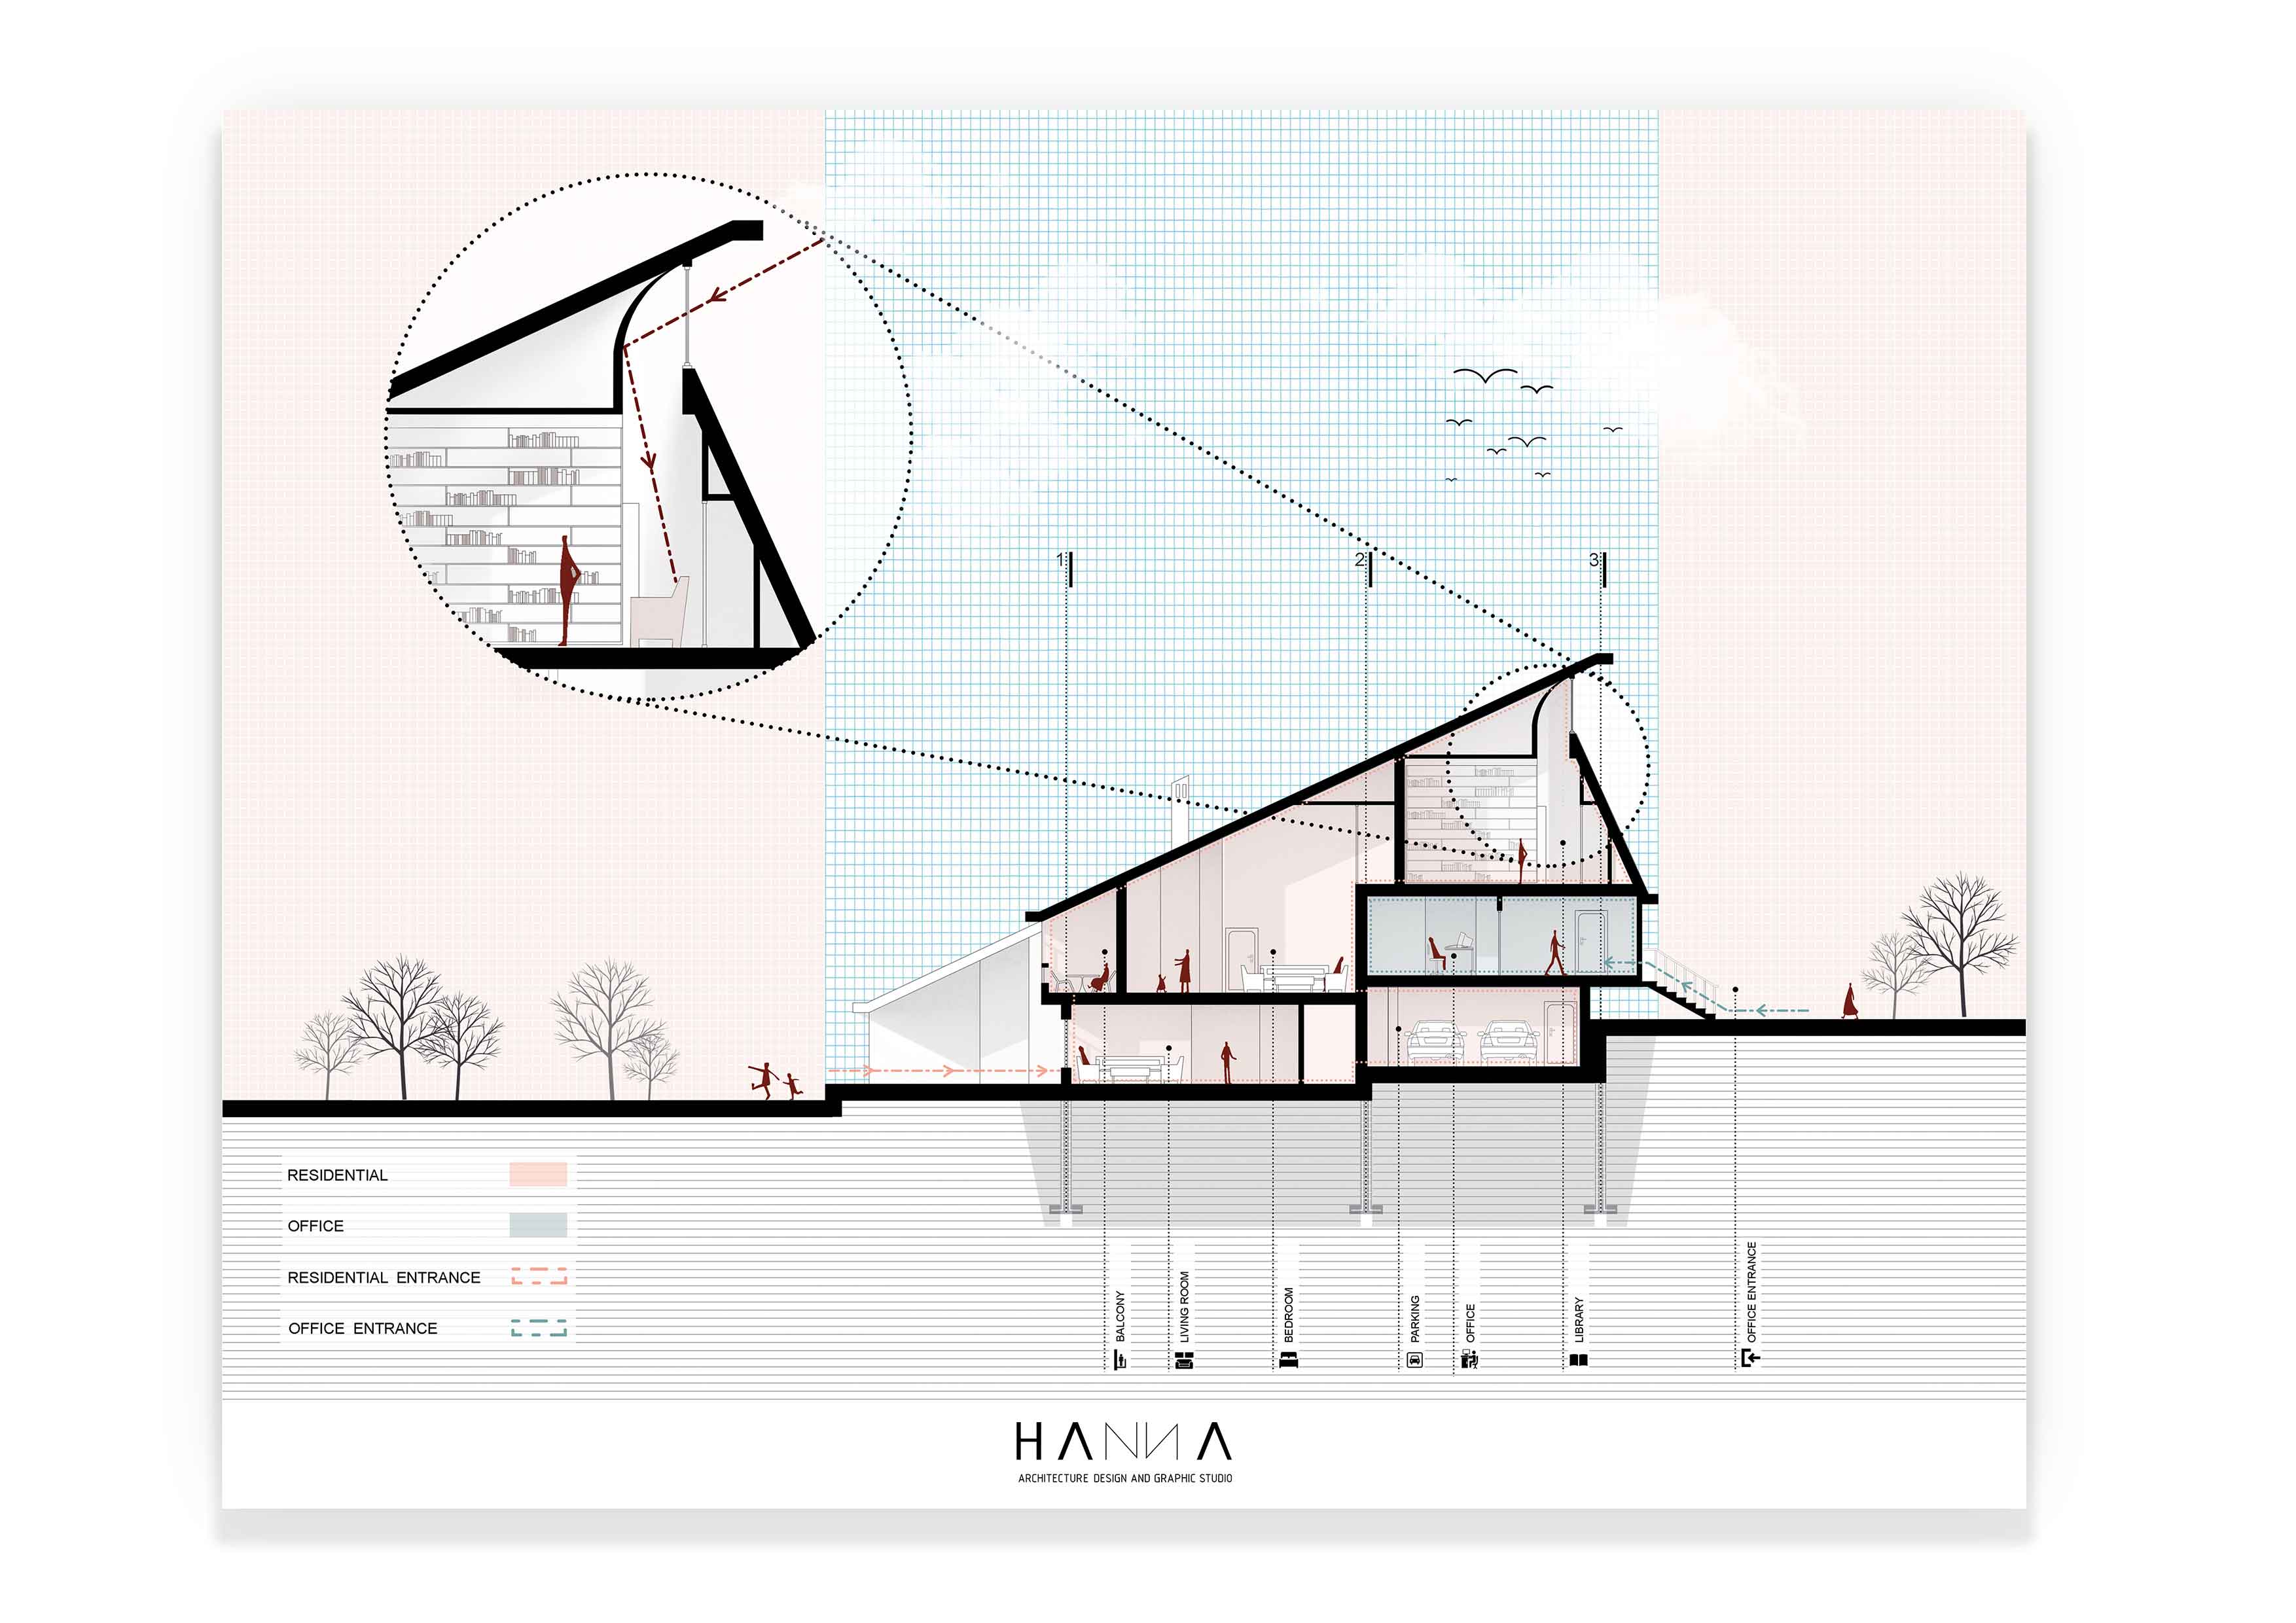 1
2
3
RESIDENTIAL
OFFICE
RESIDENTIAL ENTRANCE
OFFICE ENTRANCE
BALCONY
LIVING ROOM
BEDROOM
PARKING
OFFICE
LIBRARY
OFFICE ENTRANCE
HANNA
ARCHITECTURE DESIGN AND GRAPHIC STUDIO